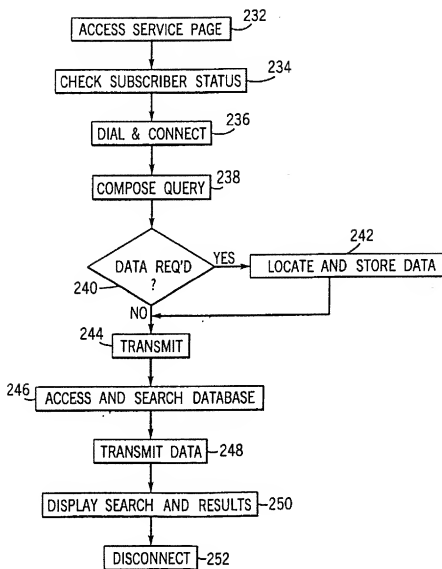 ACCESS SERVICE PAGE 232
CHECK SUBSCRIBER STATUS 234
DIAL & CONNECT 236
COMPOSE QUERY 238
DATA REQ'D
?
240
YES
242
LOCATE AND STORE DATA
NO
244 TRANSMIT
246 ACCESS AND SEARCH DATABASE
TRANSMIT DATA 248
DISPLAY SEARCH AND RESULTS 250
DISCONNECT 252